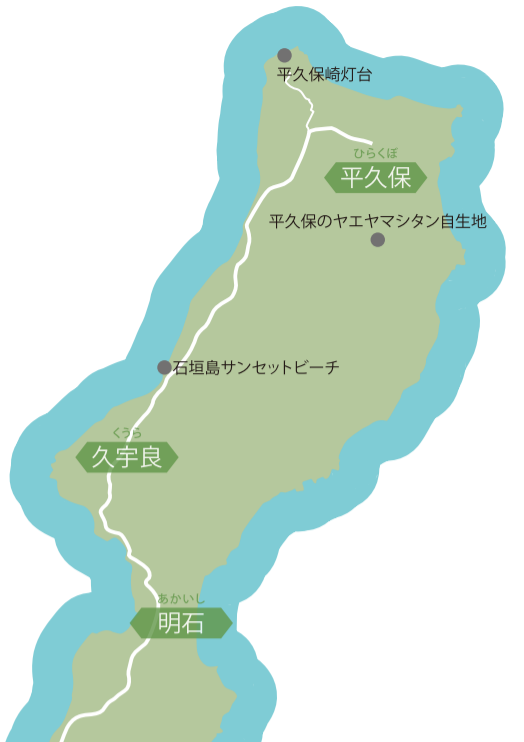 平久保崎灯台
ひらくぼ
平久保
平久保のヤエヤマシタン自生地
石垣島サンセットビーチ
くうら
久宇良
あかいし
明石